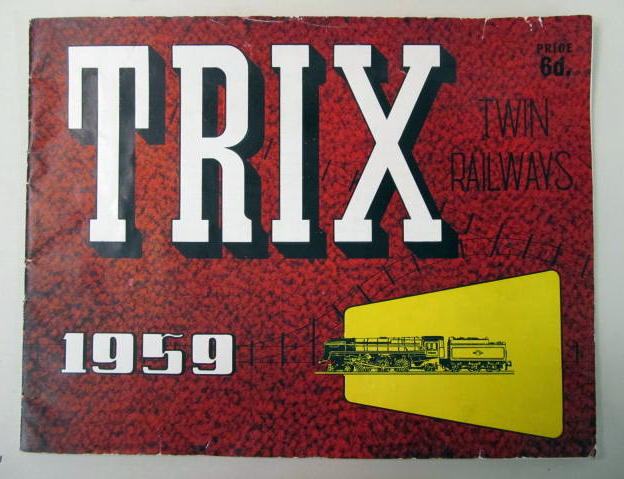 TRIX
PRICE
6d.
TWIN
RAILWAYS
1959